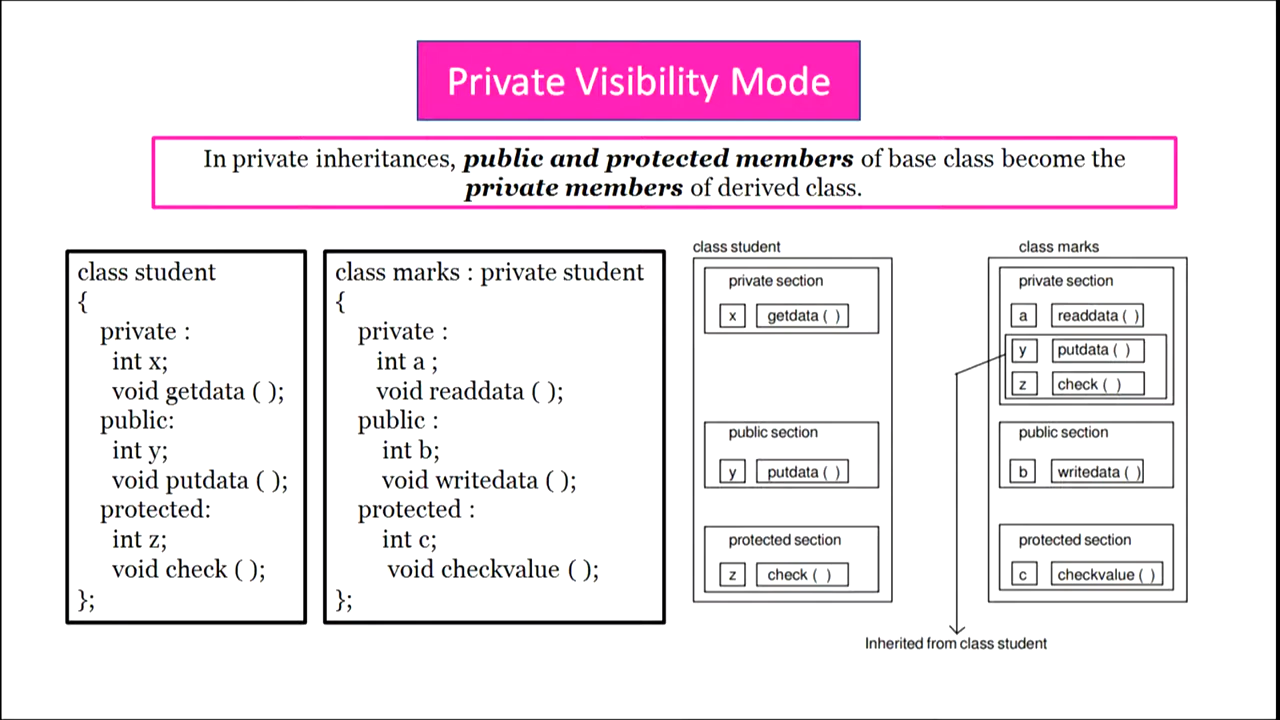 Private Visibility Mode
In private inheritances, public and protected members of base class become the
private members of derived class.
class student
{
private :
int x;
void getdata ( );
public:
int y;
void putdata ( );
protected:
int z;
void check ( );
};
class marks : private student
{
private :
int a ;
void readdata ( );
public :
int b;
void writedata ( );
protected :
int c;
void checkvalue ( );
};
class student
private section
x getdata ( )
public section
y putdata ( )
protected section
z check ( )
class marks
private section
a readdata ( )
y putdata ( )
z check ( )
public section
b writedata ( )
protected section
c checkvalue ( )
Inherited from class student